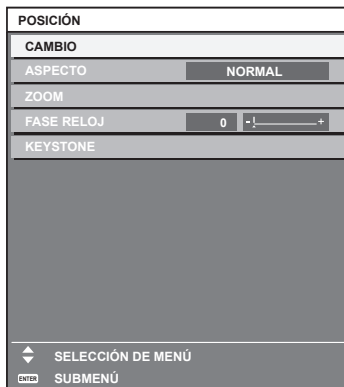 POSICIÓN
CAMBIO
ASPECTO NORMAL
ZOOM
FASE RELOJ 0 - +
KEYSTONE
SELECCIÓN DE MENÚ
ENTER SUBMENÚ